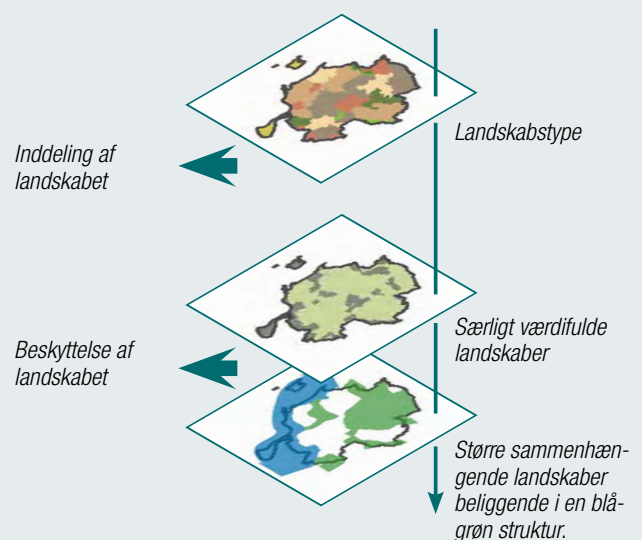 Landskabstype
Inddeling af
landskabet
Særligt værdifulde
landskaber
Beskyttelse af
landskabet
Større sammenhæn-
gende landskaber
beliggende i en blå-
grøn struktur.